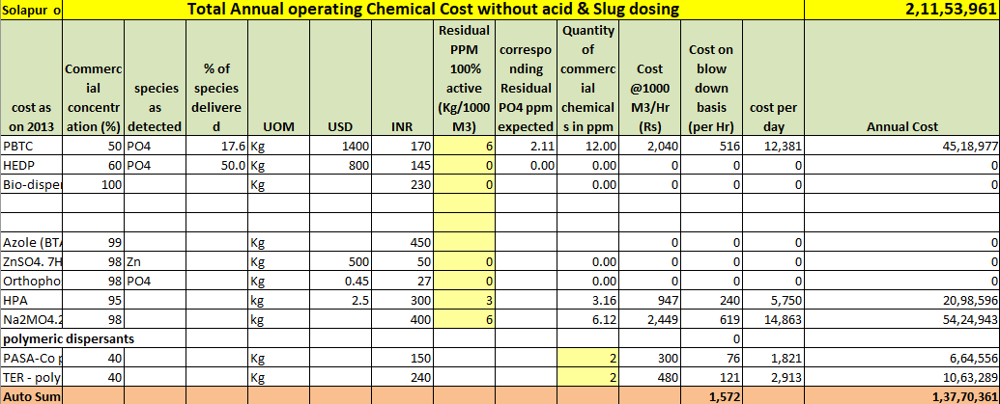 Solapur o Total Annual operating Chemical Cost without acid & Slug dosing 2,11,53,961
cost as on 2013 Commercial concentration (%) species as detected % of species delivered UOM USD INR Residual PPM 100% active (Kg/1000 M3) corresponding Residual PO4 ppm expected Quantity of commercial chemicals in ppm Cost @1000 M3/Hr (Rs) Cost on blow down basis (per Hr) cost per day Annual Cost
PBTC 50 PO4 17.6 Kg 1400 170 6 2.11 12.00 2,040 516 12,381 45,18,977
HEDP 60 PO4 50.0 Kg 800 145 0 0.00 0.00 0 0 0 0
Bio-disper 100 Kg 230 0 0.00 0 0 0 0
Azole (BTA 99 Kg 450 0 0 0 0
ZnSO4. 7H 98 Zn Kg 500 50 0 0.00 0 0 0 0
Orthopho 98 PO4 Kg 0.45 27 0 0.00 0 0 0 0
HPA 95 kg 2.5 300 3 3.16 947 240 5,750 20,98,596
Na2MO4.2 98 kg 400 6 6.12 2,449 619 14,863 54,24,943
polymeric dispersants 0
PASA-Co p 40 Kg 150 2 300 76 1,821 6,64,556
TER - poly 40 Kg 240 2 480 121 2,913 10,63,289
Auto Sum 1,572 1,37,70,361